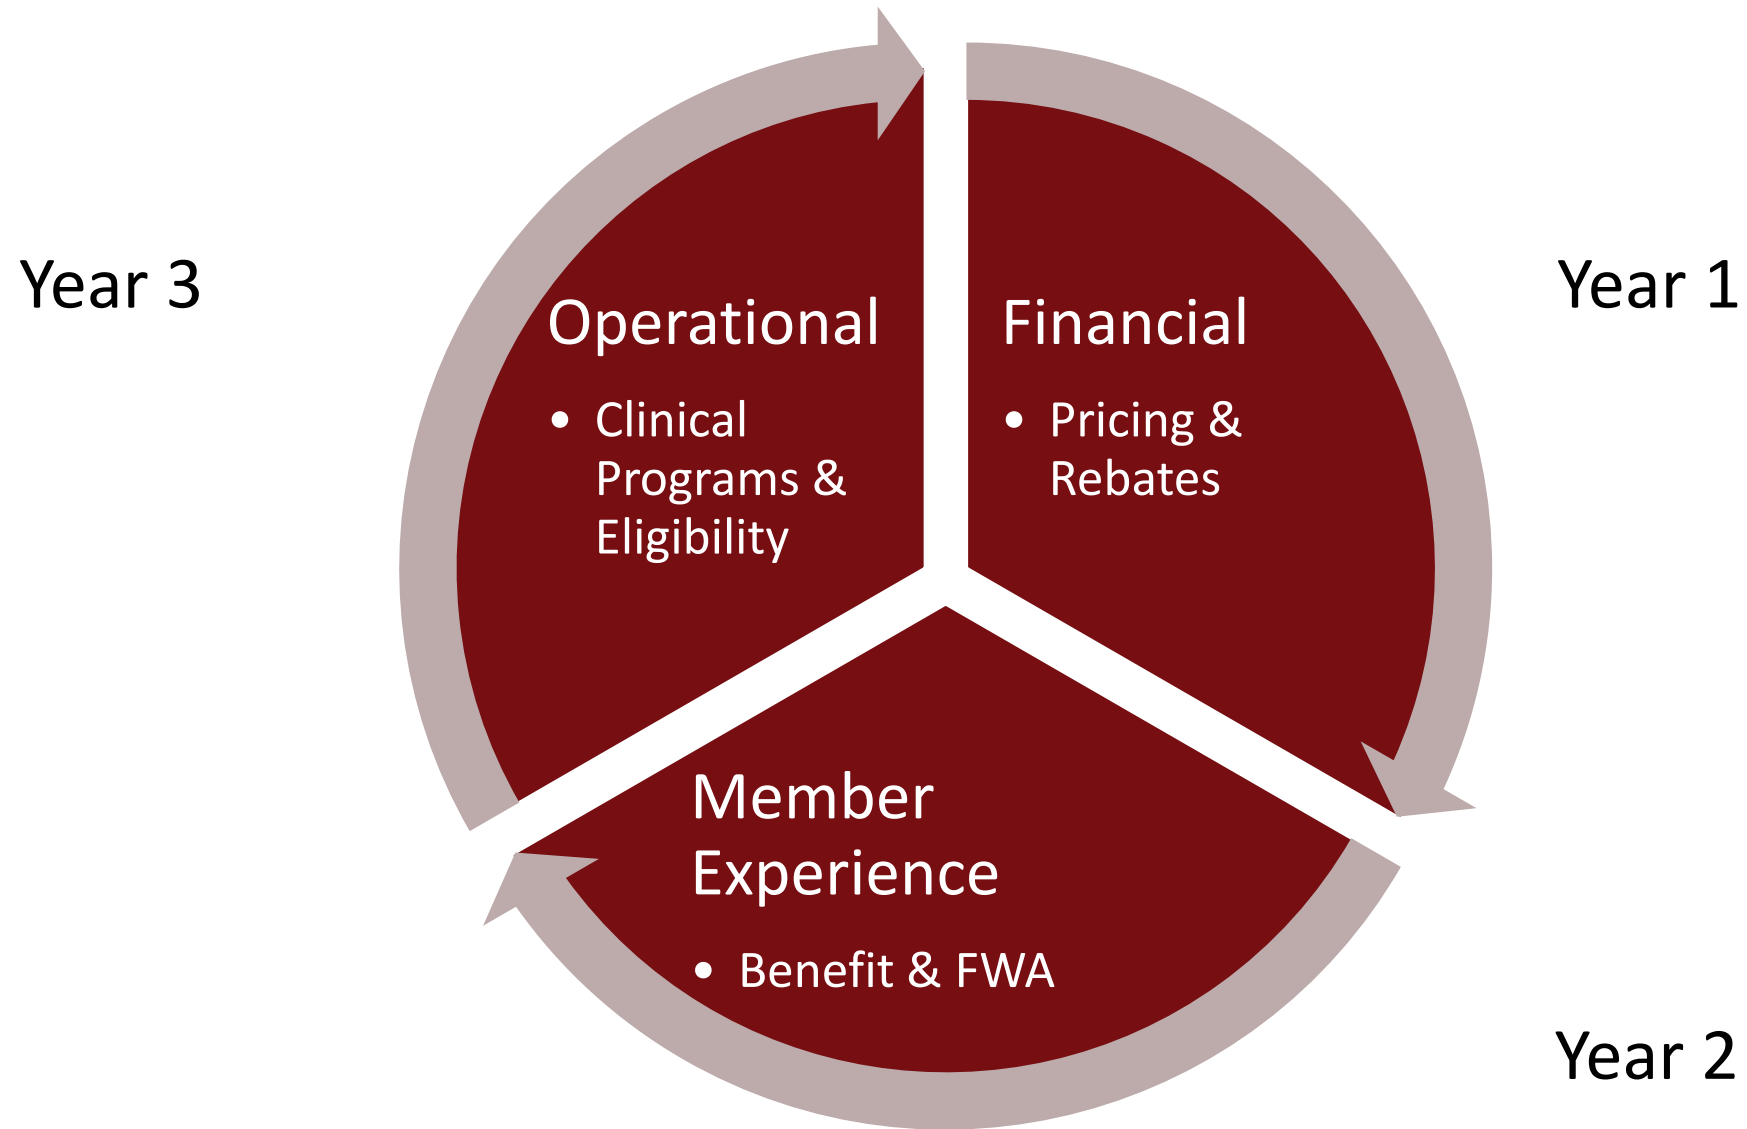 Year 3
Year 1
Operational
• Clinical
Programs &
Eligibility
Financial
• Pricing &
Rebates
Member
Experience
• Benefit & FWA
Year 2